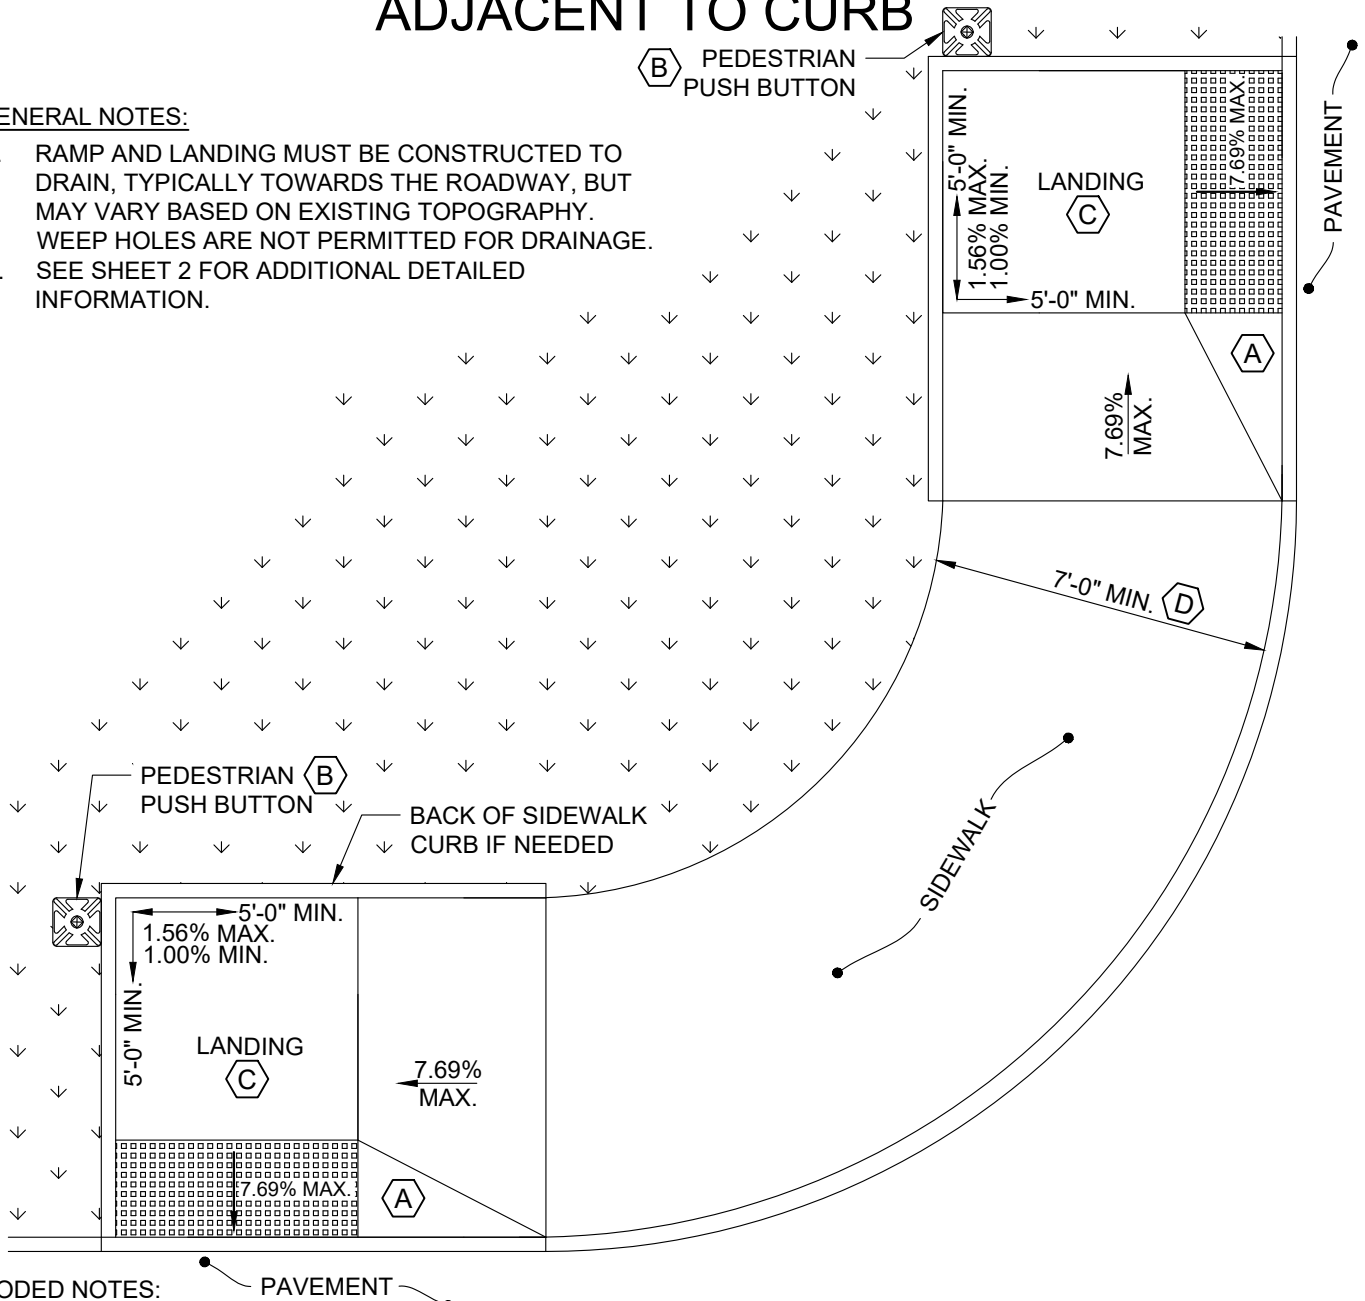 ADJACENT TO CURB
B PEDESTRIAN
PUSH BUTTON
ENERAL NOTES:
. RAMP AND LANDING MUST BE CONSTRUCTED TO
DRAIN, TYPICALLY TOWARDS THE ROADWAY, BUT
MAY VARY BASED ON EXISTING TOPOGRAPHY.
WEEP HOLES ARE NOT PERMITTED FOR DRAINAGE.
. SEE SHEET 2 FOR ADDITIONAL DETAILED
INFORMATION.
5'-0" MIN.
1.56% MAX.
1.00% MIN.
LANDING
C
5'-0" MIN.
7.69% MAX.
PAVEMENT
A
7.69%
MAX.
7'-0" MIN. D
SIDEWALK
PEDESTRIAN B
PUSH BUTTON
BACK OF SIDEWALK
CURB IF NEEDED
5'-0" MIN.
1.56% MAX.
1.00% MIN.
5'-0" MIN.
LANDING
C
7.69%
MAX.
7.69% MAX.
A
PAVEMENT
ODED NOTES: